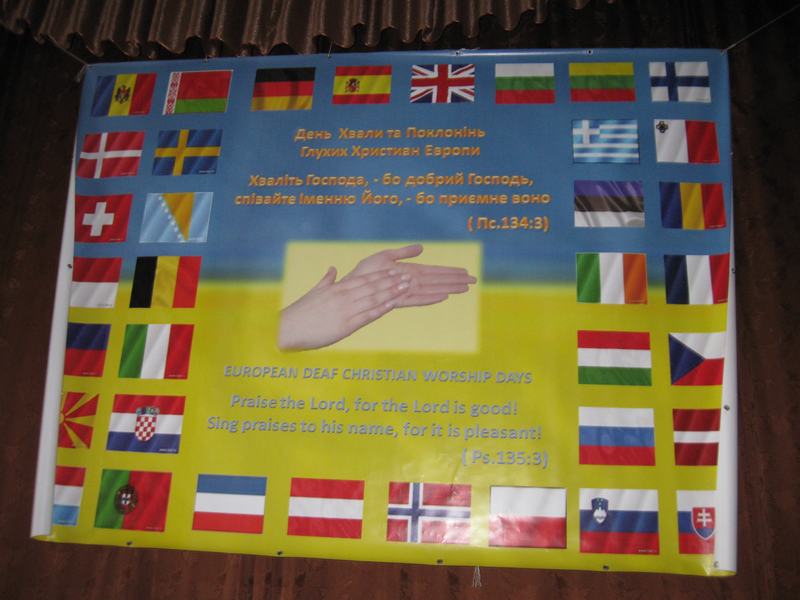 День Хвали та Поклонінь
Глухих Христиан Европи
Хваліть Господа, - бо добрий Господь,
співайте Іменню Його, - бо приємне воно
( Пс.134:3)
EUROPEAN DEAF CHRISTIAN WORSHIP DAYS
Praise the Lord, for the Lord is good!
Sing praises to his name, for it is pleasant!
( Ps.135:3)